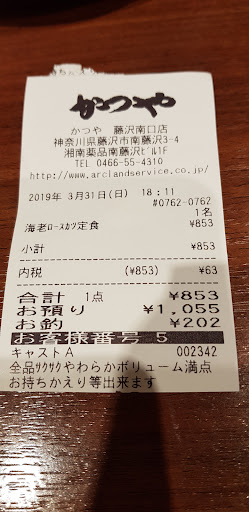 かつや
かつや 藤沢南口店
神奈川県藤沢市南藤沢3-4
湘南薬品南藤沢ﾋﾞﾙ1F
TEL 0466-55-4310
http://www.arclandservice.co.jp/
2019年 3月31日(日) 18:11
#0762-0762
1名
海老ﾛｰｽｶﾂ定食 ¥853
小計 ¥853
内税 (¥853) ¥63
合計 1点 ¥853
お預り ¥1,055
お釣 ¥202
お客様番号 5
キャストA 002342
全品ｻｸｻｸやわらかボリューム満点
お持ちかえり等出来ます